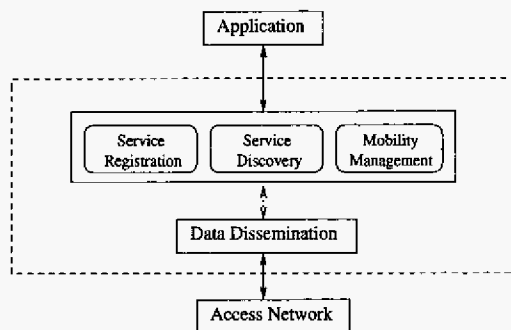 Application
Service Registration
Service Discovery
Mobility Management
Data Dissemination
Access Network